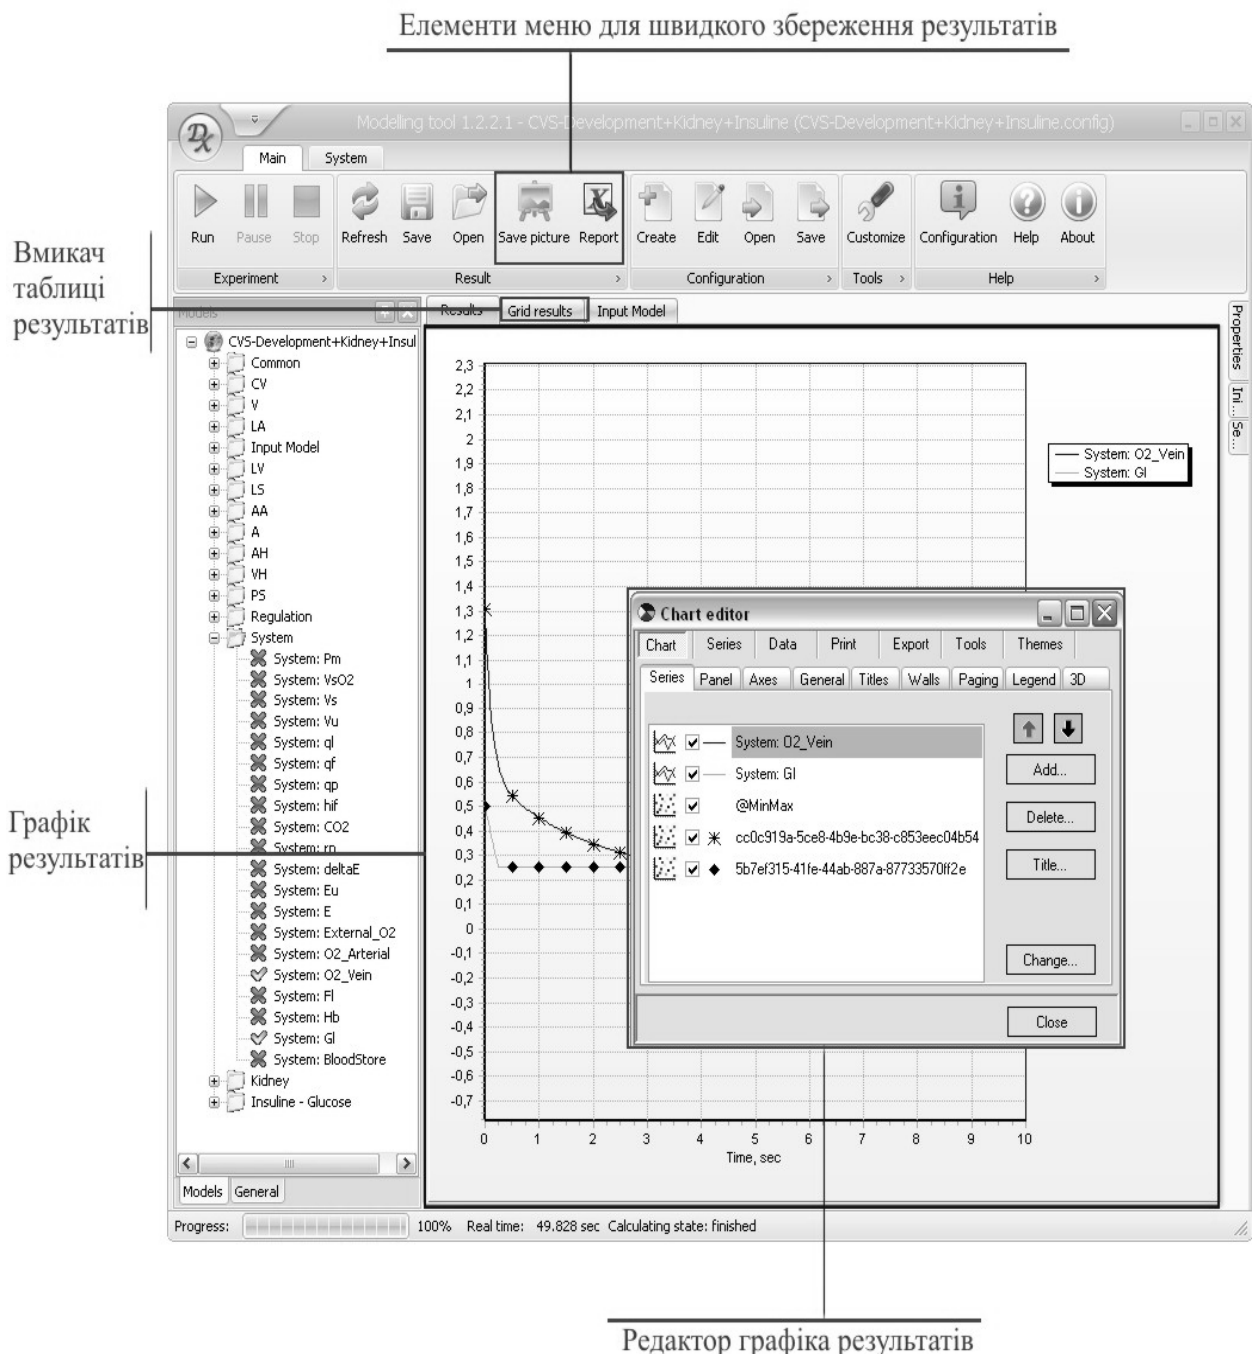 Елементи меню для швидкого збереження результатів
Modelling tool 1.2.2.1 - CVS-Development+Kidney+Insuline (CVS-Development+Kidney+Insuline.config)
Main System
Run Pause Stop Refresh Save Open Save picture Report Create Edit Open Save Customize Configuration Help About
Experiment Result Configuration Tools Help
Вмикач
таблиці
результатів
Models
Results Grid results Input Model
Properties
Ini...
Se...
CVS-Development+Kidney+Insul
Common
CV
V
LA
Input Model
LV
LS
AA
A
AH
VH
PS
Regulation
System
System: Pm
System: VsO2
System: Vs
System: Vu
System: ql
System: qf
System: qp
System: hif
System: CO2
System: rn
System: deltaE
System: Eu
System: E
System: External_O2
System: O2_Arterial
System: O2_Vein
System: Fl
System: Hb
System: Gl
System: BloodStore
Kidney
Insuline - Glucose
Models General
Графік
результатів
2,3
2,2
2,1
2
1,9
1,8
1,7
1,6
1,5
1,4
1,3
1,2
1,1
1
0,9
0,8
0,7
0,6
0,5
0,4
0,3
0,2
0,1
0
-0,1
-0,2
-0,3
-0,4
-0,5
-0,6
-0,7
0 1 2 3 4 5 6 7 8 9 10
Time, sec
System: O2_Vein
System: Gl
Chart editor
Chart Series Data Print Export Tools Themes
Series Panel Axes General Titles Walls Paging Legend 3D
System: O2_Vein
System: Gl
@MinMax
cc0c919a-5ce8-4b9e-bc38-c853eec04b54
5b7ef315-41fe-44ab-887a-87733570ff2e
Add...
Delete...
Title...
Change...
Close
Progress: 100% Real time: 49.828 sec Calculating state: finished
Редактор графіка результатів